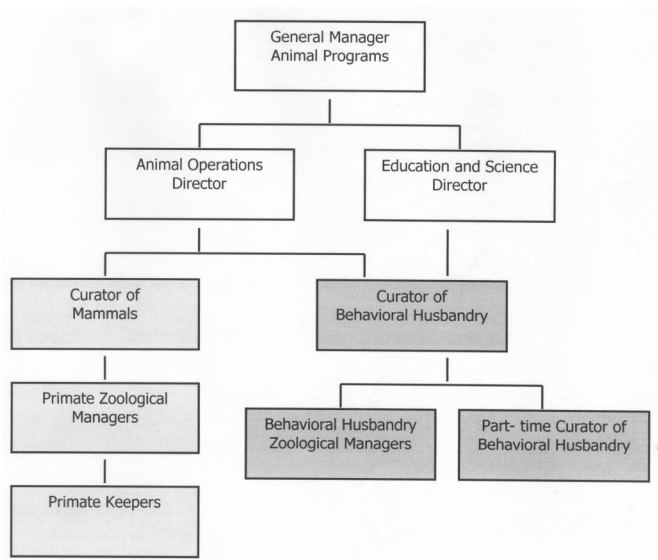 General Manager
Animal Programs
Animal Operations
Director
Education and Science
Director
Curator of
Mammals
Curator of
Behavioral Husbandry
Primate Zoological
Managers
Behavioral Husbandry
Zoological Managers
Part- time Curator of
Behavioral Husbandry
Primate Keepers